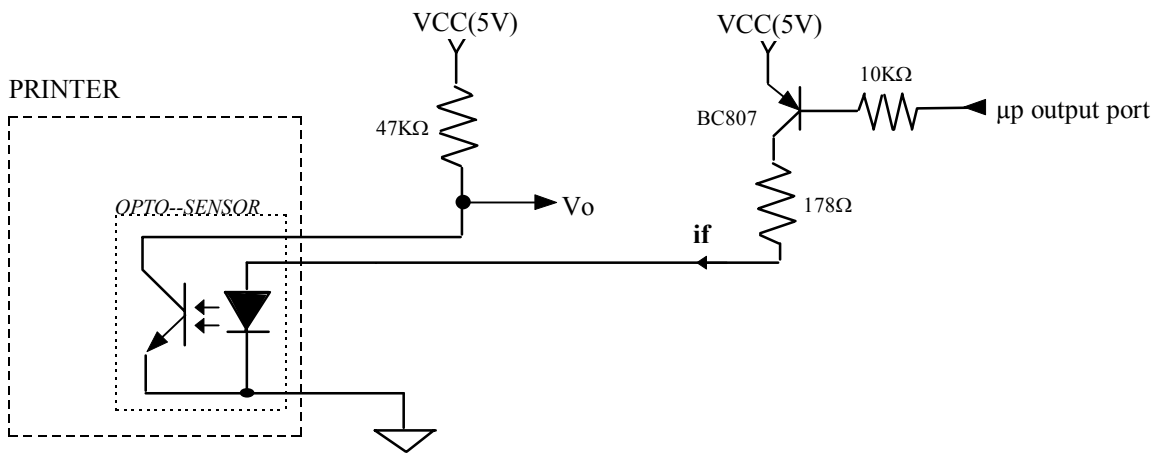 VCC(5V)
VCC(5V)
PRINTER
10KΩ
47KΩ
BC807
μp output port
OPTO--SENSOR
Vo
178Ω
if